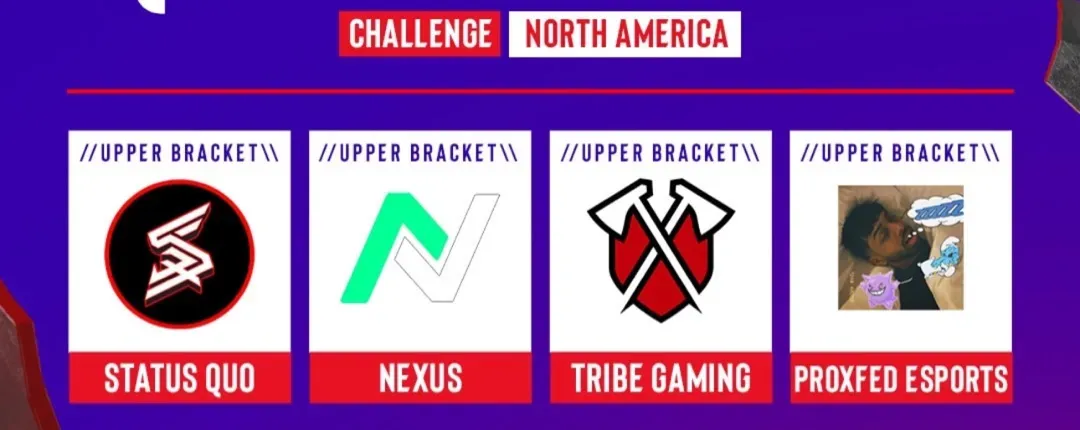 CHALLENGE NORTH AMERICA
//UPPER BRACKET\\ //UPPER BRACKET\\ //UPPER BRACKET\\ //UPPER BRACKET\\
STATUS QUO NEXUS TRIBE GAMING PROXFED ESPORTS